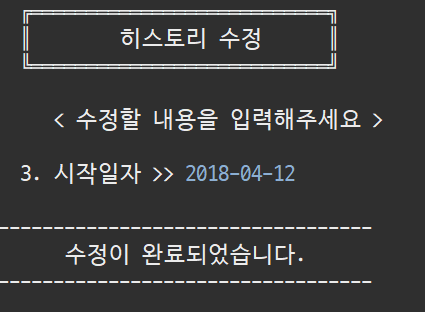 히스토리 수정
< 수정할 내용을 입력해주세요 >
3. 시작일자 >> 2018-04-12
수정이 완료되었습니다.